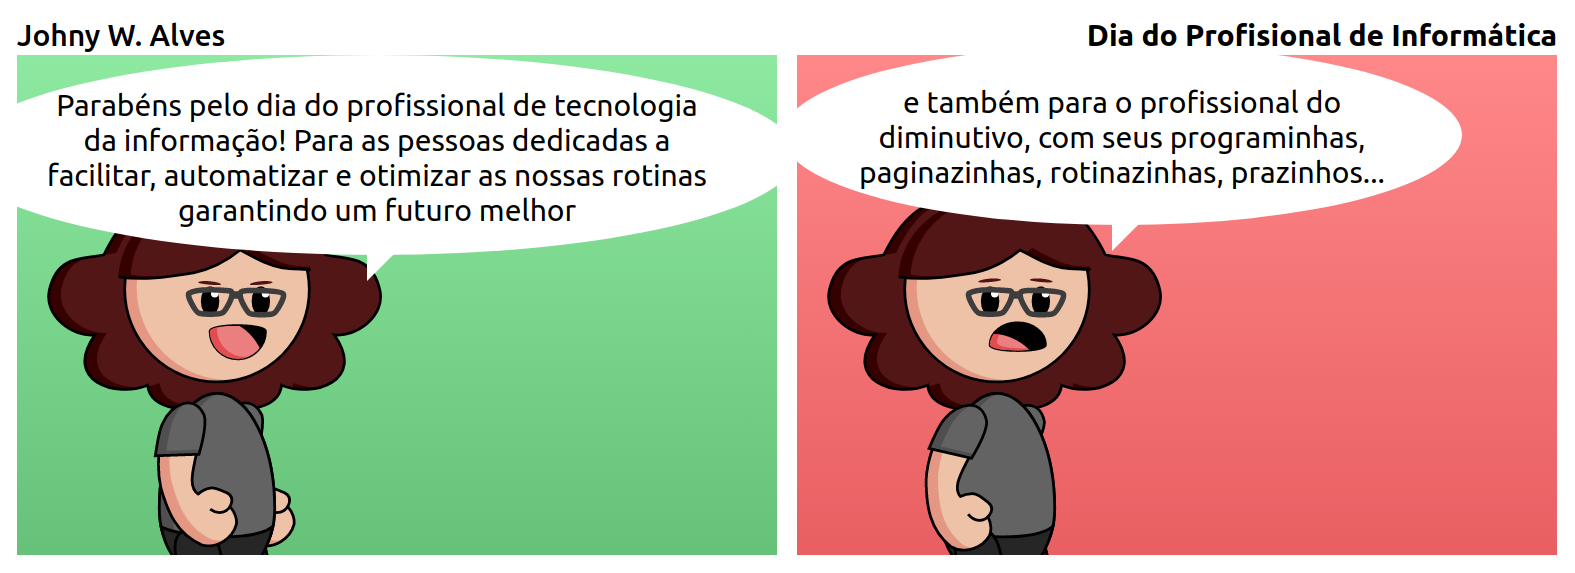 Johny W. Alves
Dia do Profisional de Informática
Parabéns pelo dia do profissional de tecnologia
da informação! Para as pessoas dedicadas a
facilitar, automatizar e otimizar as nossas rotinas
garantindo um futuro melhor
e também para o profissional do
diminutivo, com seus programinhas,
paginazinhas, rotinazinhas, prazinhos...